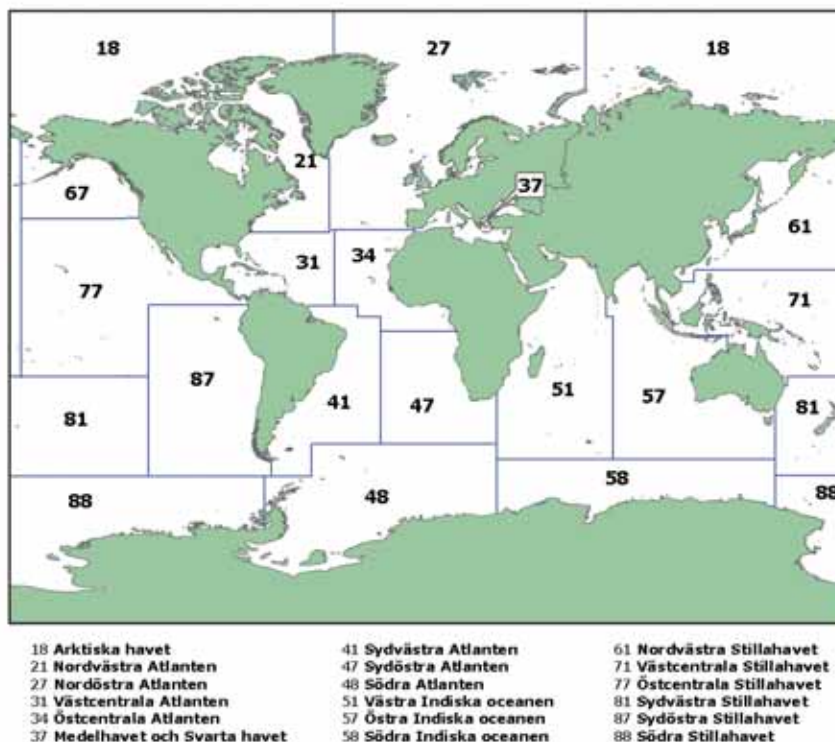 18
27
18
21
37
67
61
31
34
77
71
87
41
47
51
57
81
81
88
48
58
88
18 Arktiska havet
21 Nordvästra Atlanten
27 Nordöstra Atlanten
31 Västcentrala Atlanten
34 Östcentrala Atlanten
37 Medelhavet och Svarta havet
41 Sydvästra Atlanten
47 Sydöstra Atlanten
48 Södra Atlanten
51 Västra Indiska oceanen
57 Östra Indiska oceanen
58 Södra Indiska oceanen
61 Nordvästra Stillahavet
71 Västcentrala Stillahavet
77 Östcentrala Stillahavet
81 Sydvästra Stillahavet
87 Sydöstra Stillahavet
88 Södra Stillahavet